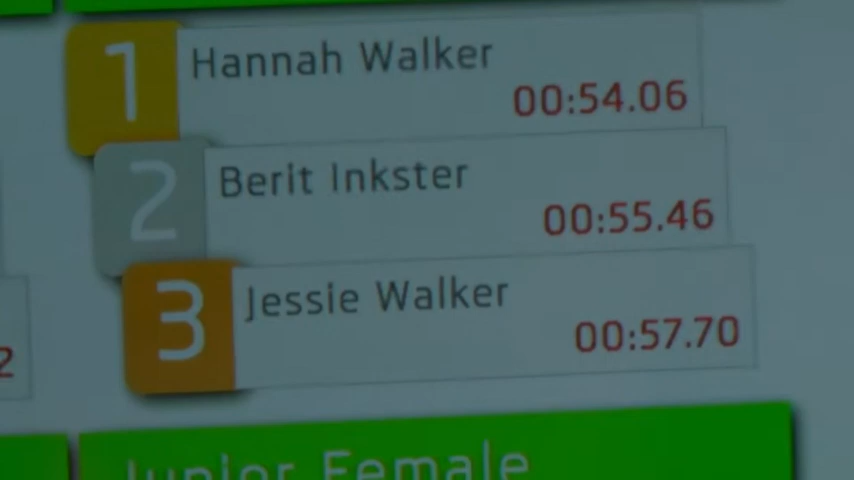 1 Hannah Walker
00:54.06
2 Berit Inkster
00:55.46
3 Jessie Walker
00:57.70
2
Junior Female